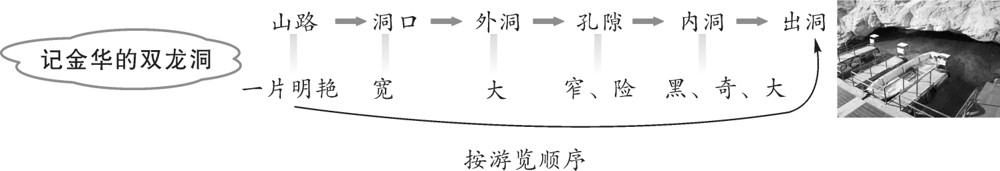 山路 洞口 外洞 孔隙 内洞 出洞
记金华的双龙洞
一片明艳 宽 大 窄、险 黑、奇、大
按游览顺序